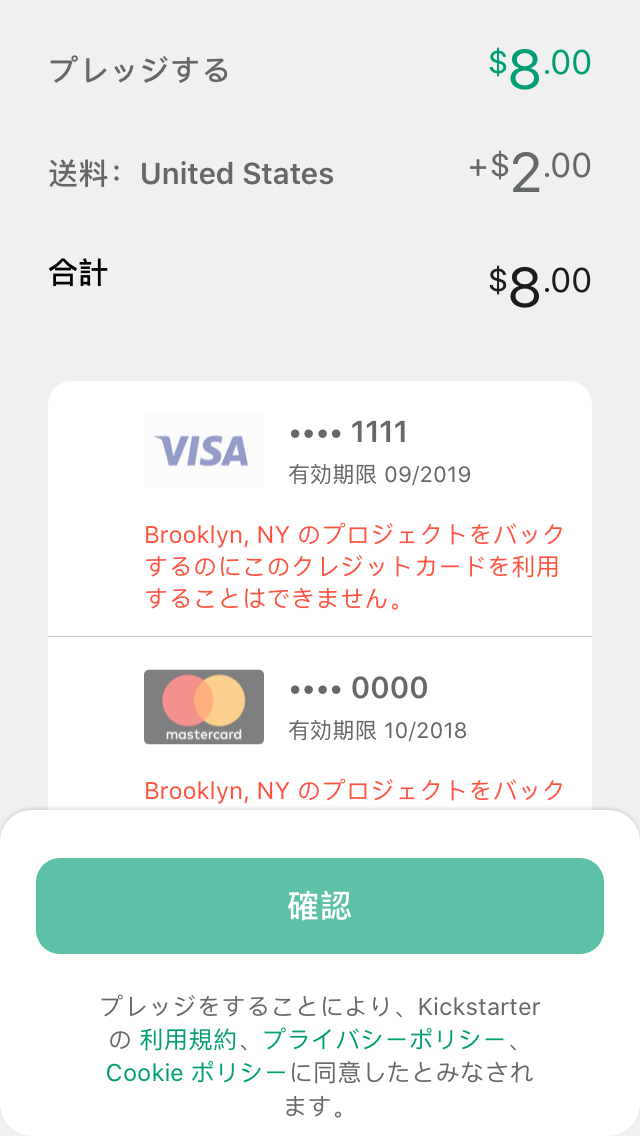 プレッジする $8.00
送料： United States +$2.00
合計 $8.00
VISA •••• 1111
有効期限 09/2019
Brooklyn, NY のプロジェクトをバック
するのにこのクレジットカードを利用
することはできません。
mastercard •••• 0000
有効期限 10/2018
Brooklyn, NY のプロジェクトをバック
確認
プレッジをすることにより、Kickstarter
の 利用規約、プライバシーポリシー、
Cookie ポリシーに同意したとみなされ
ます。